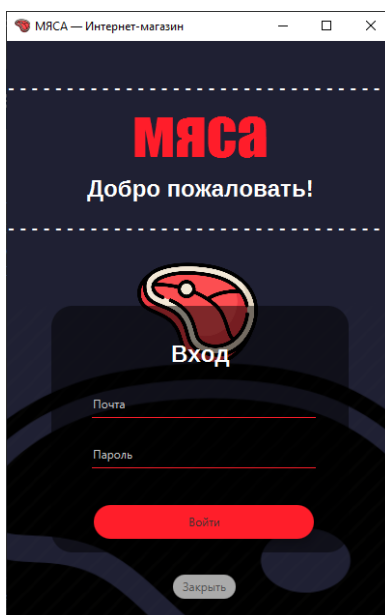 МЯСА — Интернет-магазин
мяса
Добро пожаловать!
Вход
Почта
Пароль
Войти
Закрыть